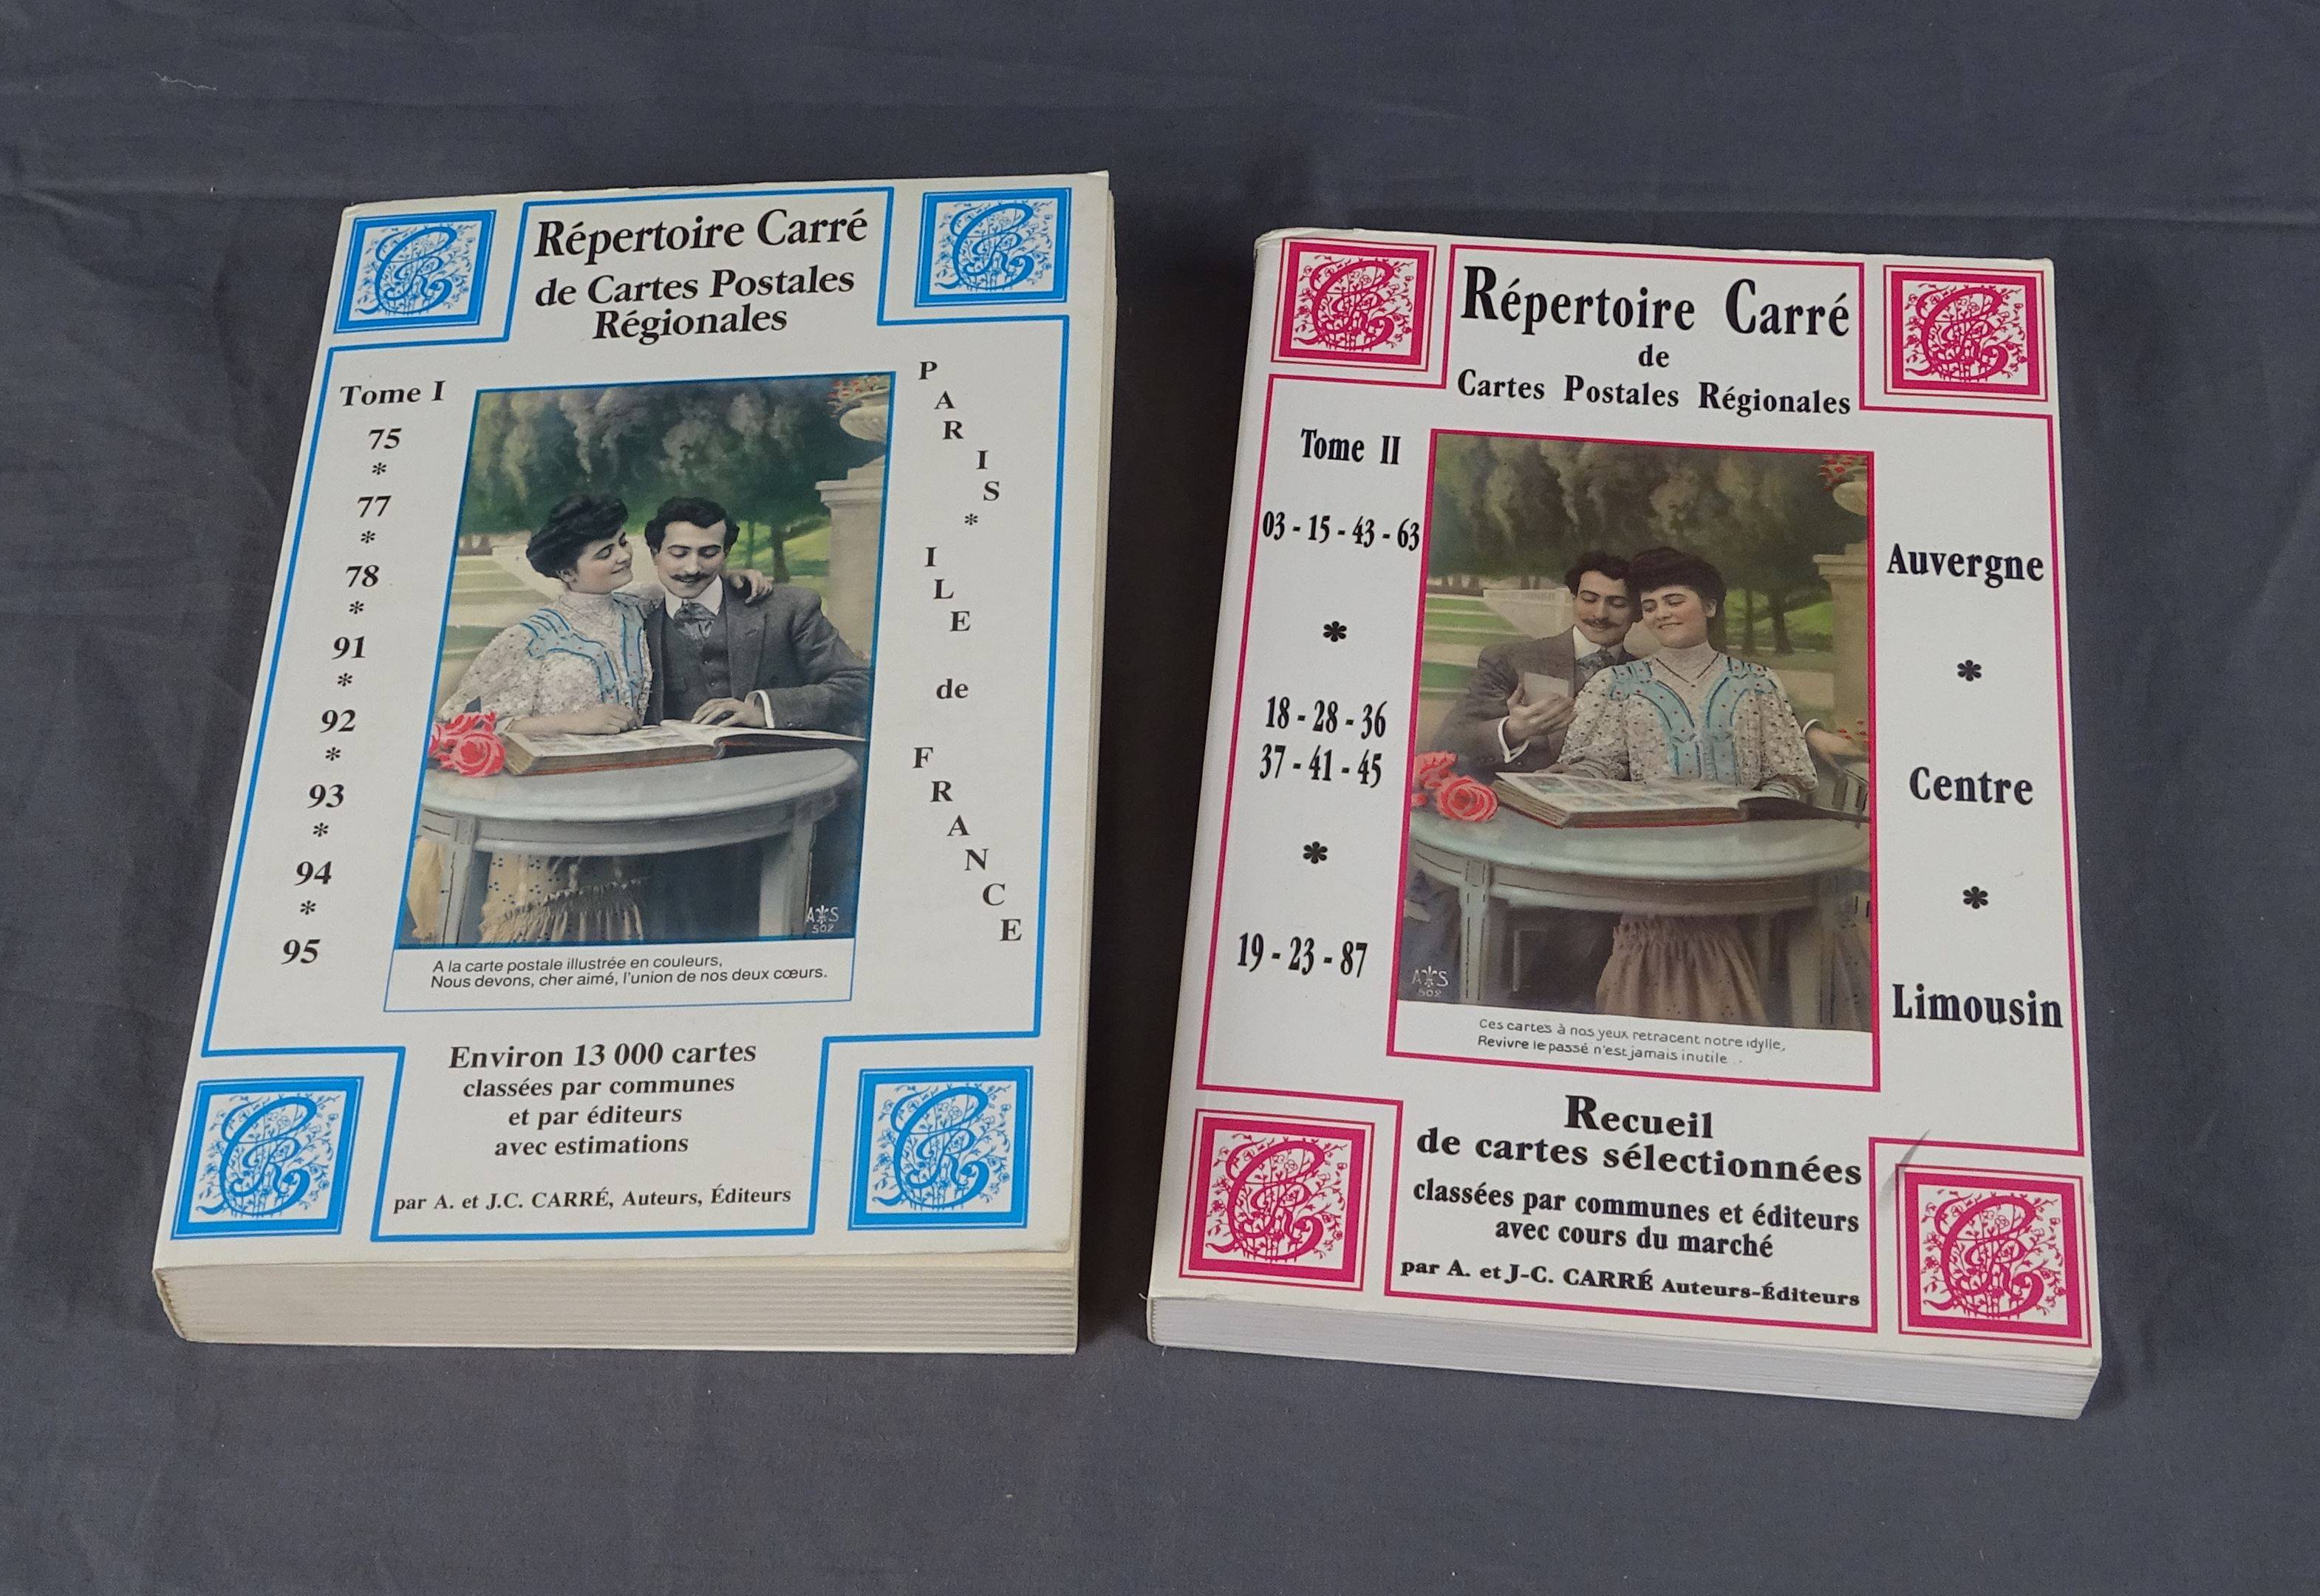 Répertoire Carré
de Cartes Postales
Régionales
Tome I
75
*
77
*
78
*
91
*
92
*
93
*
94
*
95
PARIS
*
ILE
de
FRANCE
A S
502
A la carte postale illustrée en couleurs,
Nous devons, cher aimé, l'union de nos deux cœurs.
Environ 13 000 cartes
classées par communes
et par éditeurs
avec estimations
par A. et J.C. CARRÉ, Auteurs, Éditeurs
Répertoire Carré
de
Cartes Postales Régionales
Tome II
03 - 15 - 43 - 63
*
18 - 28 - 36
37 - 41 - 45
*
19 - 23 - 87
Auvergne
*
Centre
*
Limousin
A S
502
Ces cartes à nos yeux retracent notre idylle,
Revivre le passé n'est jamais inutile...
Recueil
de cartes sélectionnées
classées par communes et éditeurs
avec cours du marché
par A. et J-C. CARRÉ Auteurs-Éditeurs